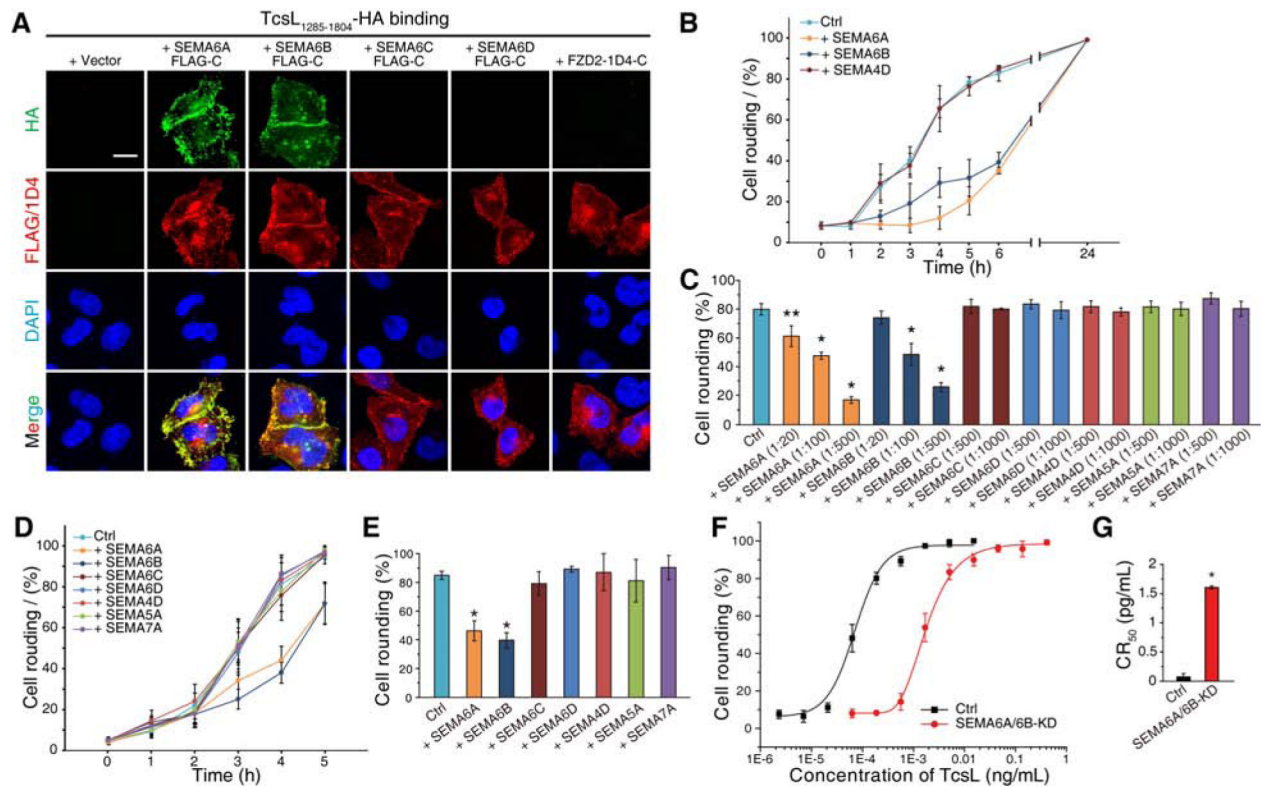 A
TcsL1285-1804-HA binding
+ Vector
+ SEMA6A FLAG-C
+ SEMA6B FLAG-C
+ SEMA6C FLAG-C
+ SEMA6D FLAG-C
+ FZD2-1D4-C
HA
FLAG/1D4
DAPI
Merge
B
Ctrl
+ SEMA6A
+ SEMA6B
+ SEMA4D
Cell rouding / (%)
100
80
60
40
20
0
0 1 2 3 4 5 6 24
Time (h)
C
Cell rounding (%)
100
80
60
40
20
0
** * * * *
Ctrl
+ SEMA6A (1:20)
+ SEMA6A (1:100)
+ SEMA6A (1:500)
+ SEMA6B (1:20)
+ SEMA6B (1:100)
+ SEMA6B (1:500)
+ SEMA6C (1:500)
+ SEMA6C (1:1000)
+ SEMA6D (1:500)
+ SEMA6D (1:1000)
+ SEMA4D (1:500)
+ SEMA4D (1:1000)
+ SEMA5A (1:500)
+ SEMA5A (1:1000)
+ SEMA7A (1:500)
+ SEMA7A (1:1000)
D
Ctrl
+ SEMA6A
+ SEMA6B
+ SEMA6C
+ SEMA6D
+ SEMA4D
+ SEMA5A
+ SEMA7A
Cell rouding / (%)
100
80
60
40
20
0
0 1 2 3 4 5
Time (h)
E
Cell rounding (%)
100
80
60
40
20
0
* *
Ctrl
+ SEMA6A
+ SEMA6B
+ SEMA6C
+ SEMA6D
+ SEMA4D
+ SEMA5A
+ SEMA7A
F
Cell rounding (%)
100
80
60
40
20
0
Ctrl
SEMA6A/6B-KD
1E-6 1E-5 1E-4 1E-3 0.01 0.1 1
Concentration of TcsL (ng/mL)
G
CR50 (pg/mL)
2
1.5
1
0.5
0
*
Ctrl
SEMA6A/6B-KD